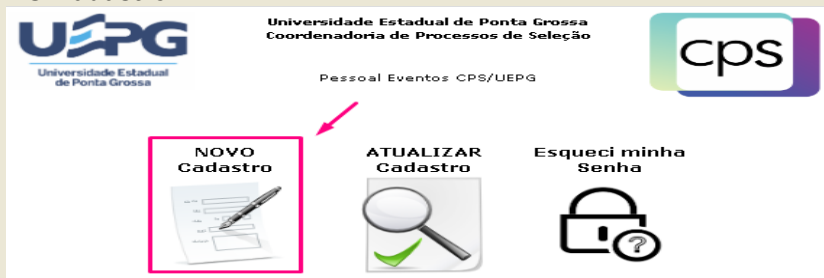 UEPG
Universidade Estadual
de Ponta Grossa
Universidade Estadual de Ponta Grossa
Coordenadoria de Processos de Seleção
Pessoal Eventos CPS/UEPG
cps
NOVO
Cadastro
ATUALIZAR
Cadastro
Esqueci minha
Senha
?